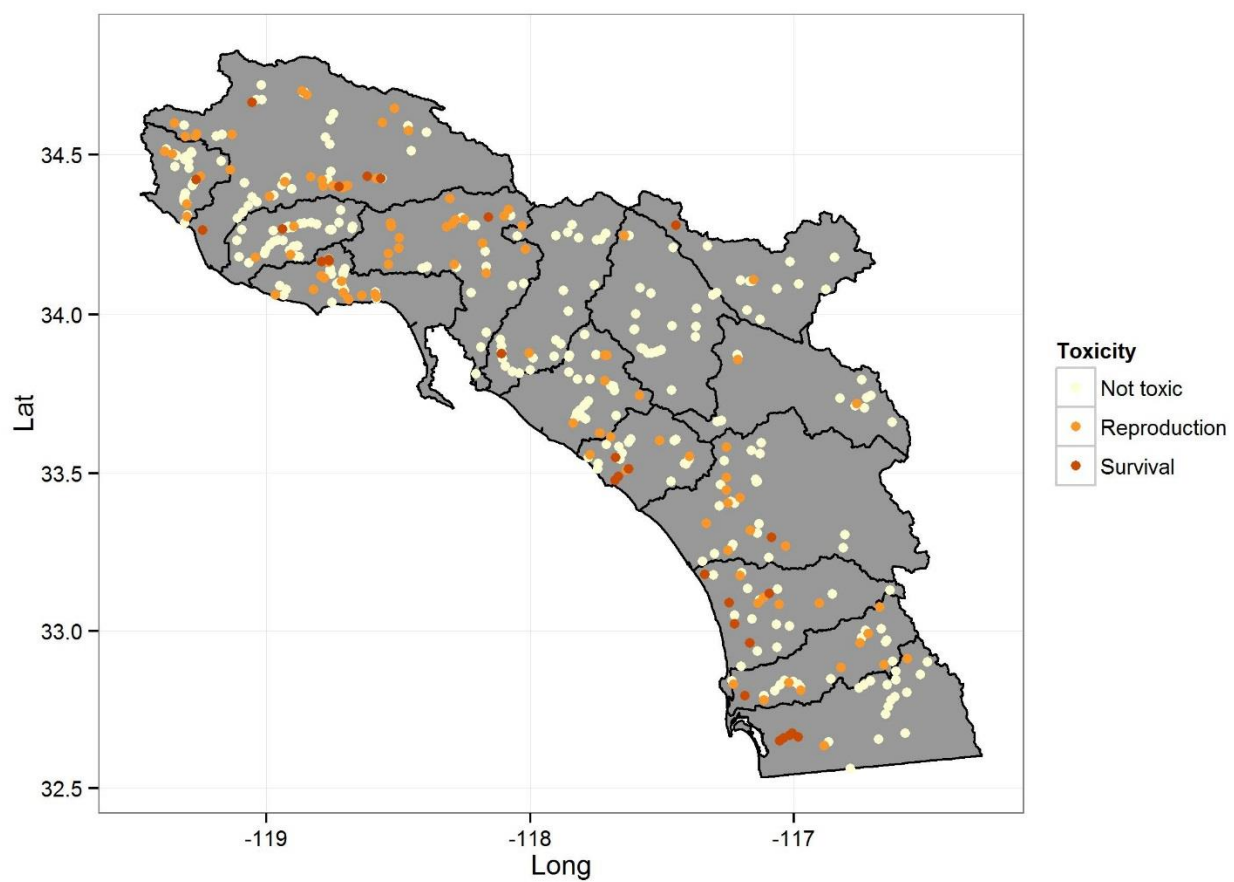 34.5
34.0
33.5
33.0
32.5
Lat
-119
-118
-117
Long
Toxicity
Not toxic
Reproduction
Survival